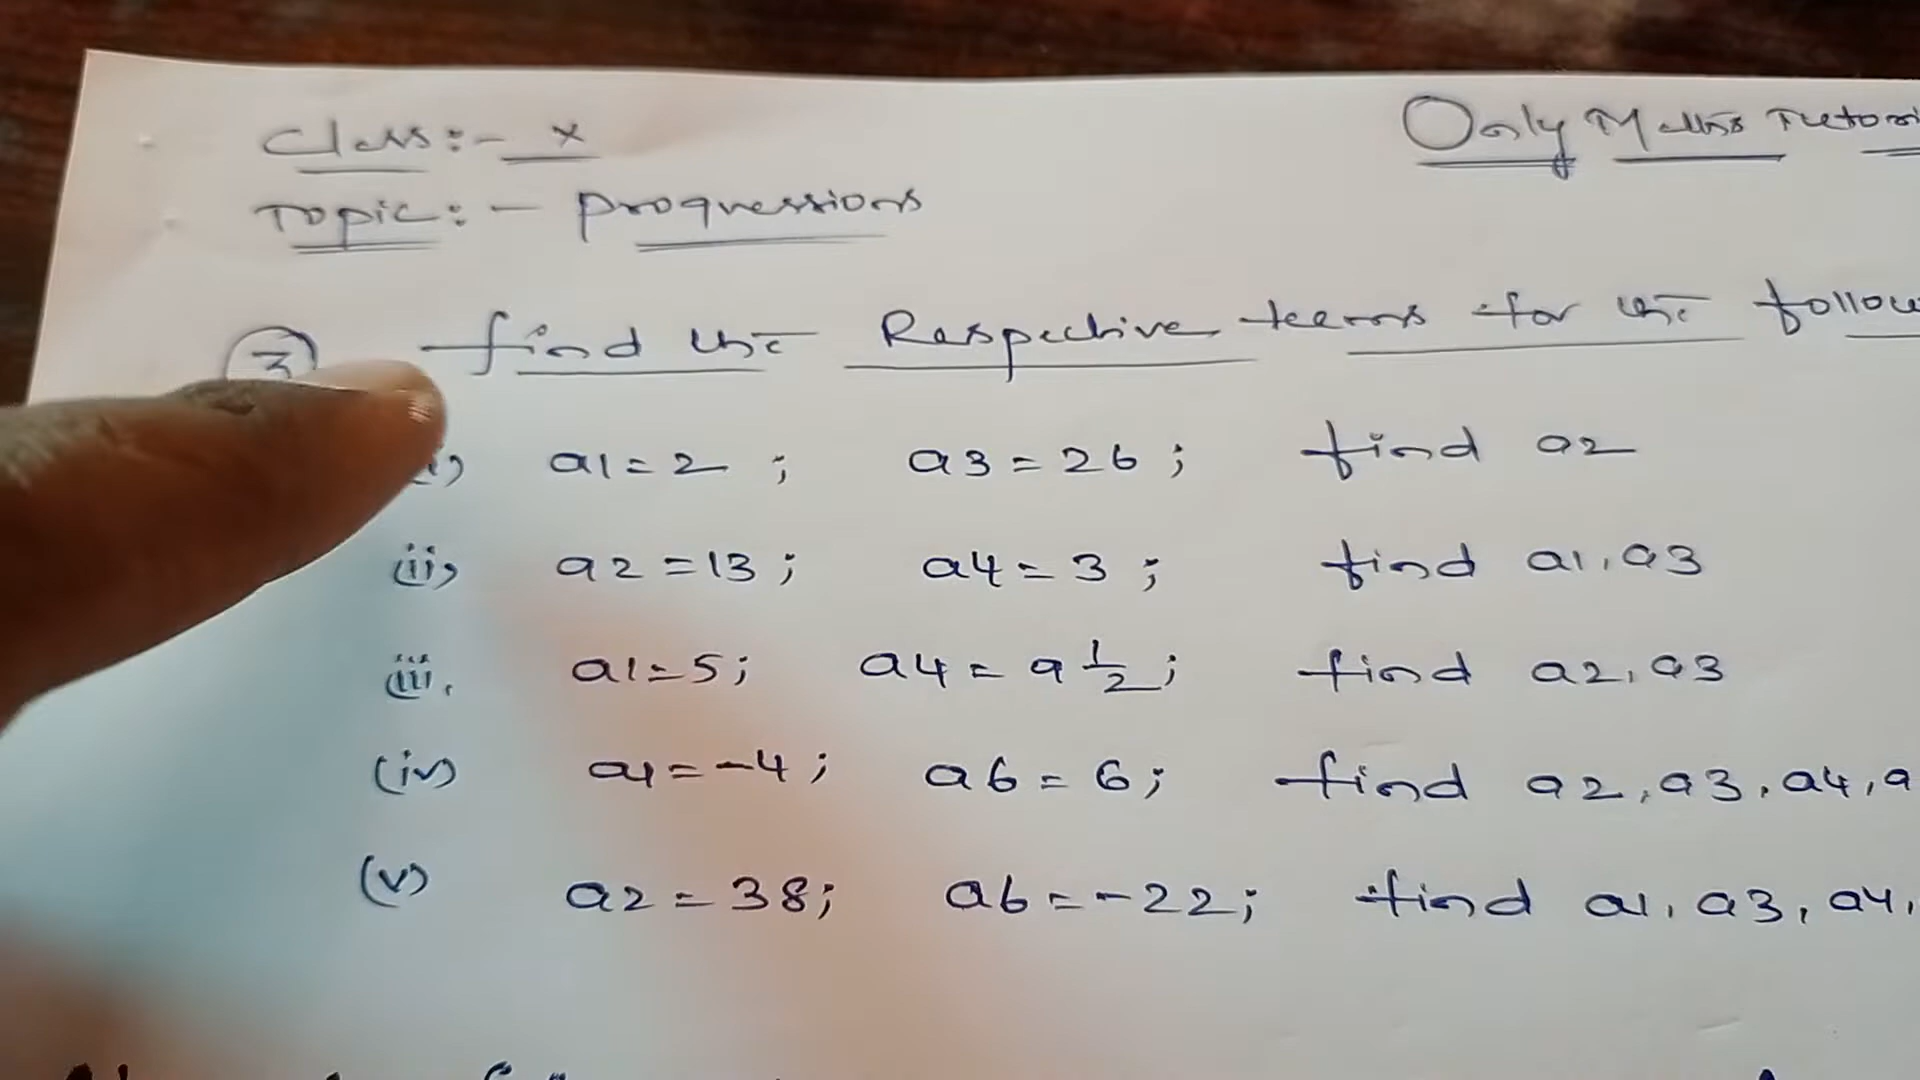 Class:- X
Only Maths Tutori
Topic:- progressions
3 find the Respective terms for the follow
(i) a1=2 ; a3=26 ; find a2
(ii) a2=13 ; a4=3 ; find a1, a3
iii. a1=5; a4= 9 1/2 ; find a2, a3
(iv) a1=-4 ; a6=6; find a2, a3, a4, a
(v) a2=38; a6=-22; find a1, a3, a4,